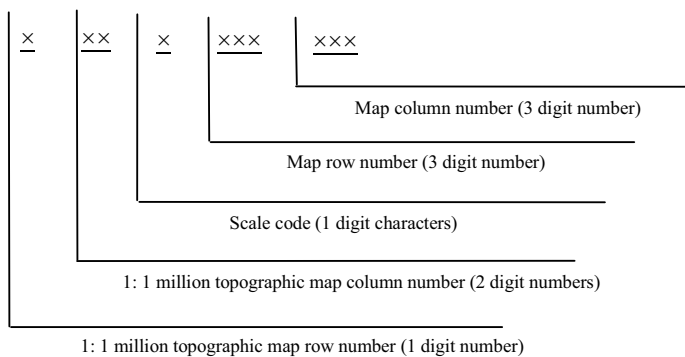 × ×× × ××× ×××
Map column number (3 digit number)
Map row number (3 digit number)
Scale code (1 digit characters)
1: 1 million topographic map column number (2 digit numbers)
1: 1 million topographic map row number (1 digit number)